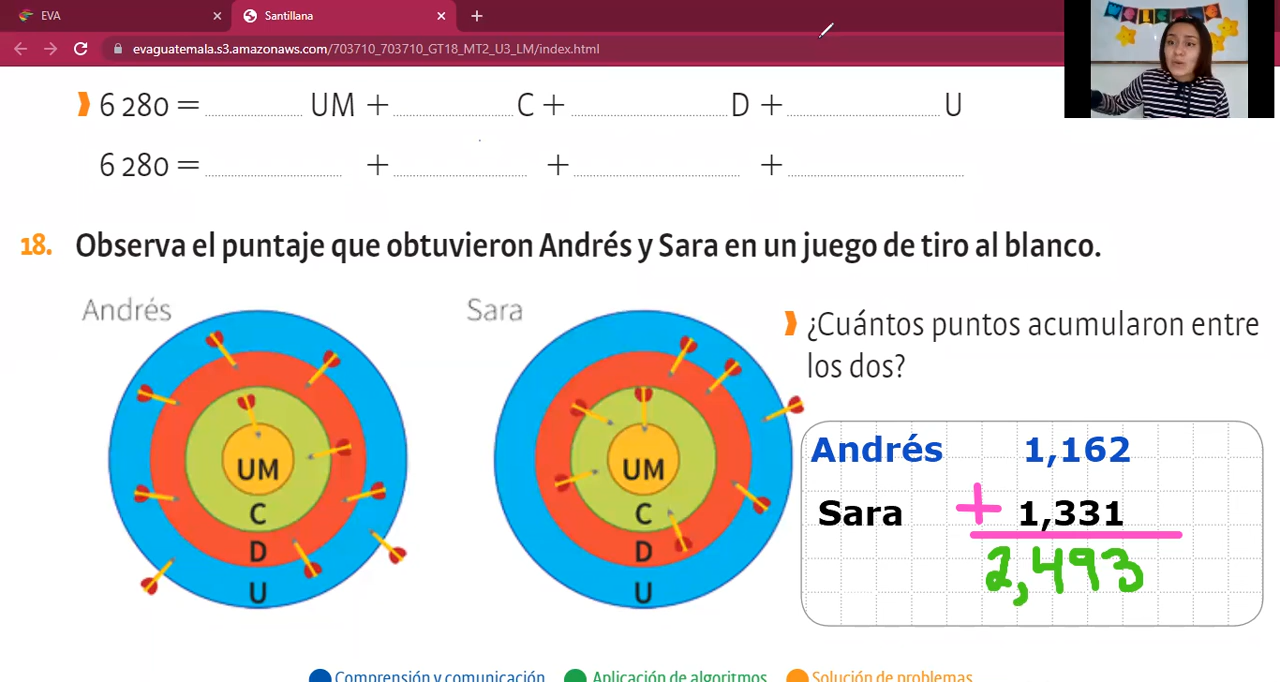 EVA
Santillana
evaguatemala.s3.amazonaws.com/703710_703710_GT18_MT2_U3_LM/index.html
6 280 = UM + C + D + U
6 280 = + + +
18. Observa el puntaje que obtuvieron Andrés y Sara en un juego de tiro al blanco.
Andrés
UM
C
D
U
Sara
UM
C
D
U
¿Cuántos puntos acumularon entre
los dos?
Andrés 1,162
Sara + 1,331
2,493
Comprensión y comunicación Aplicación de algoritmos Solución de problemas